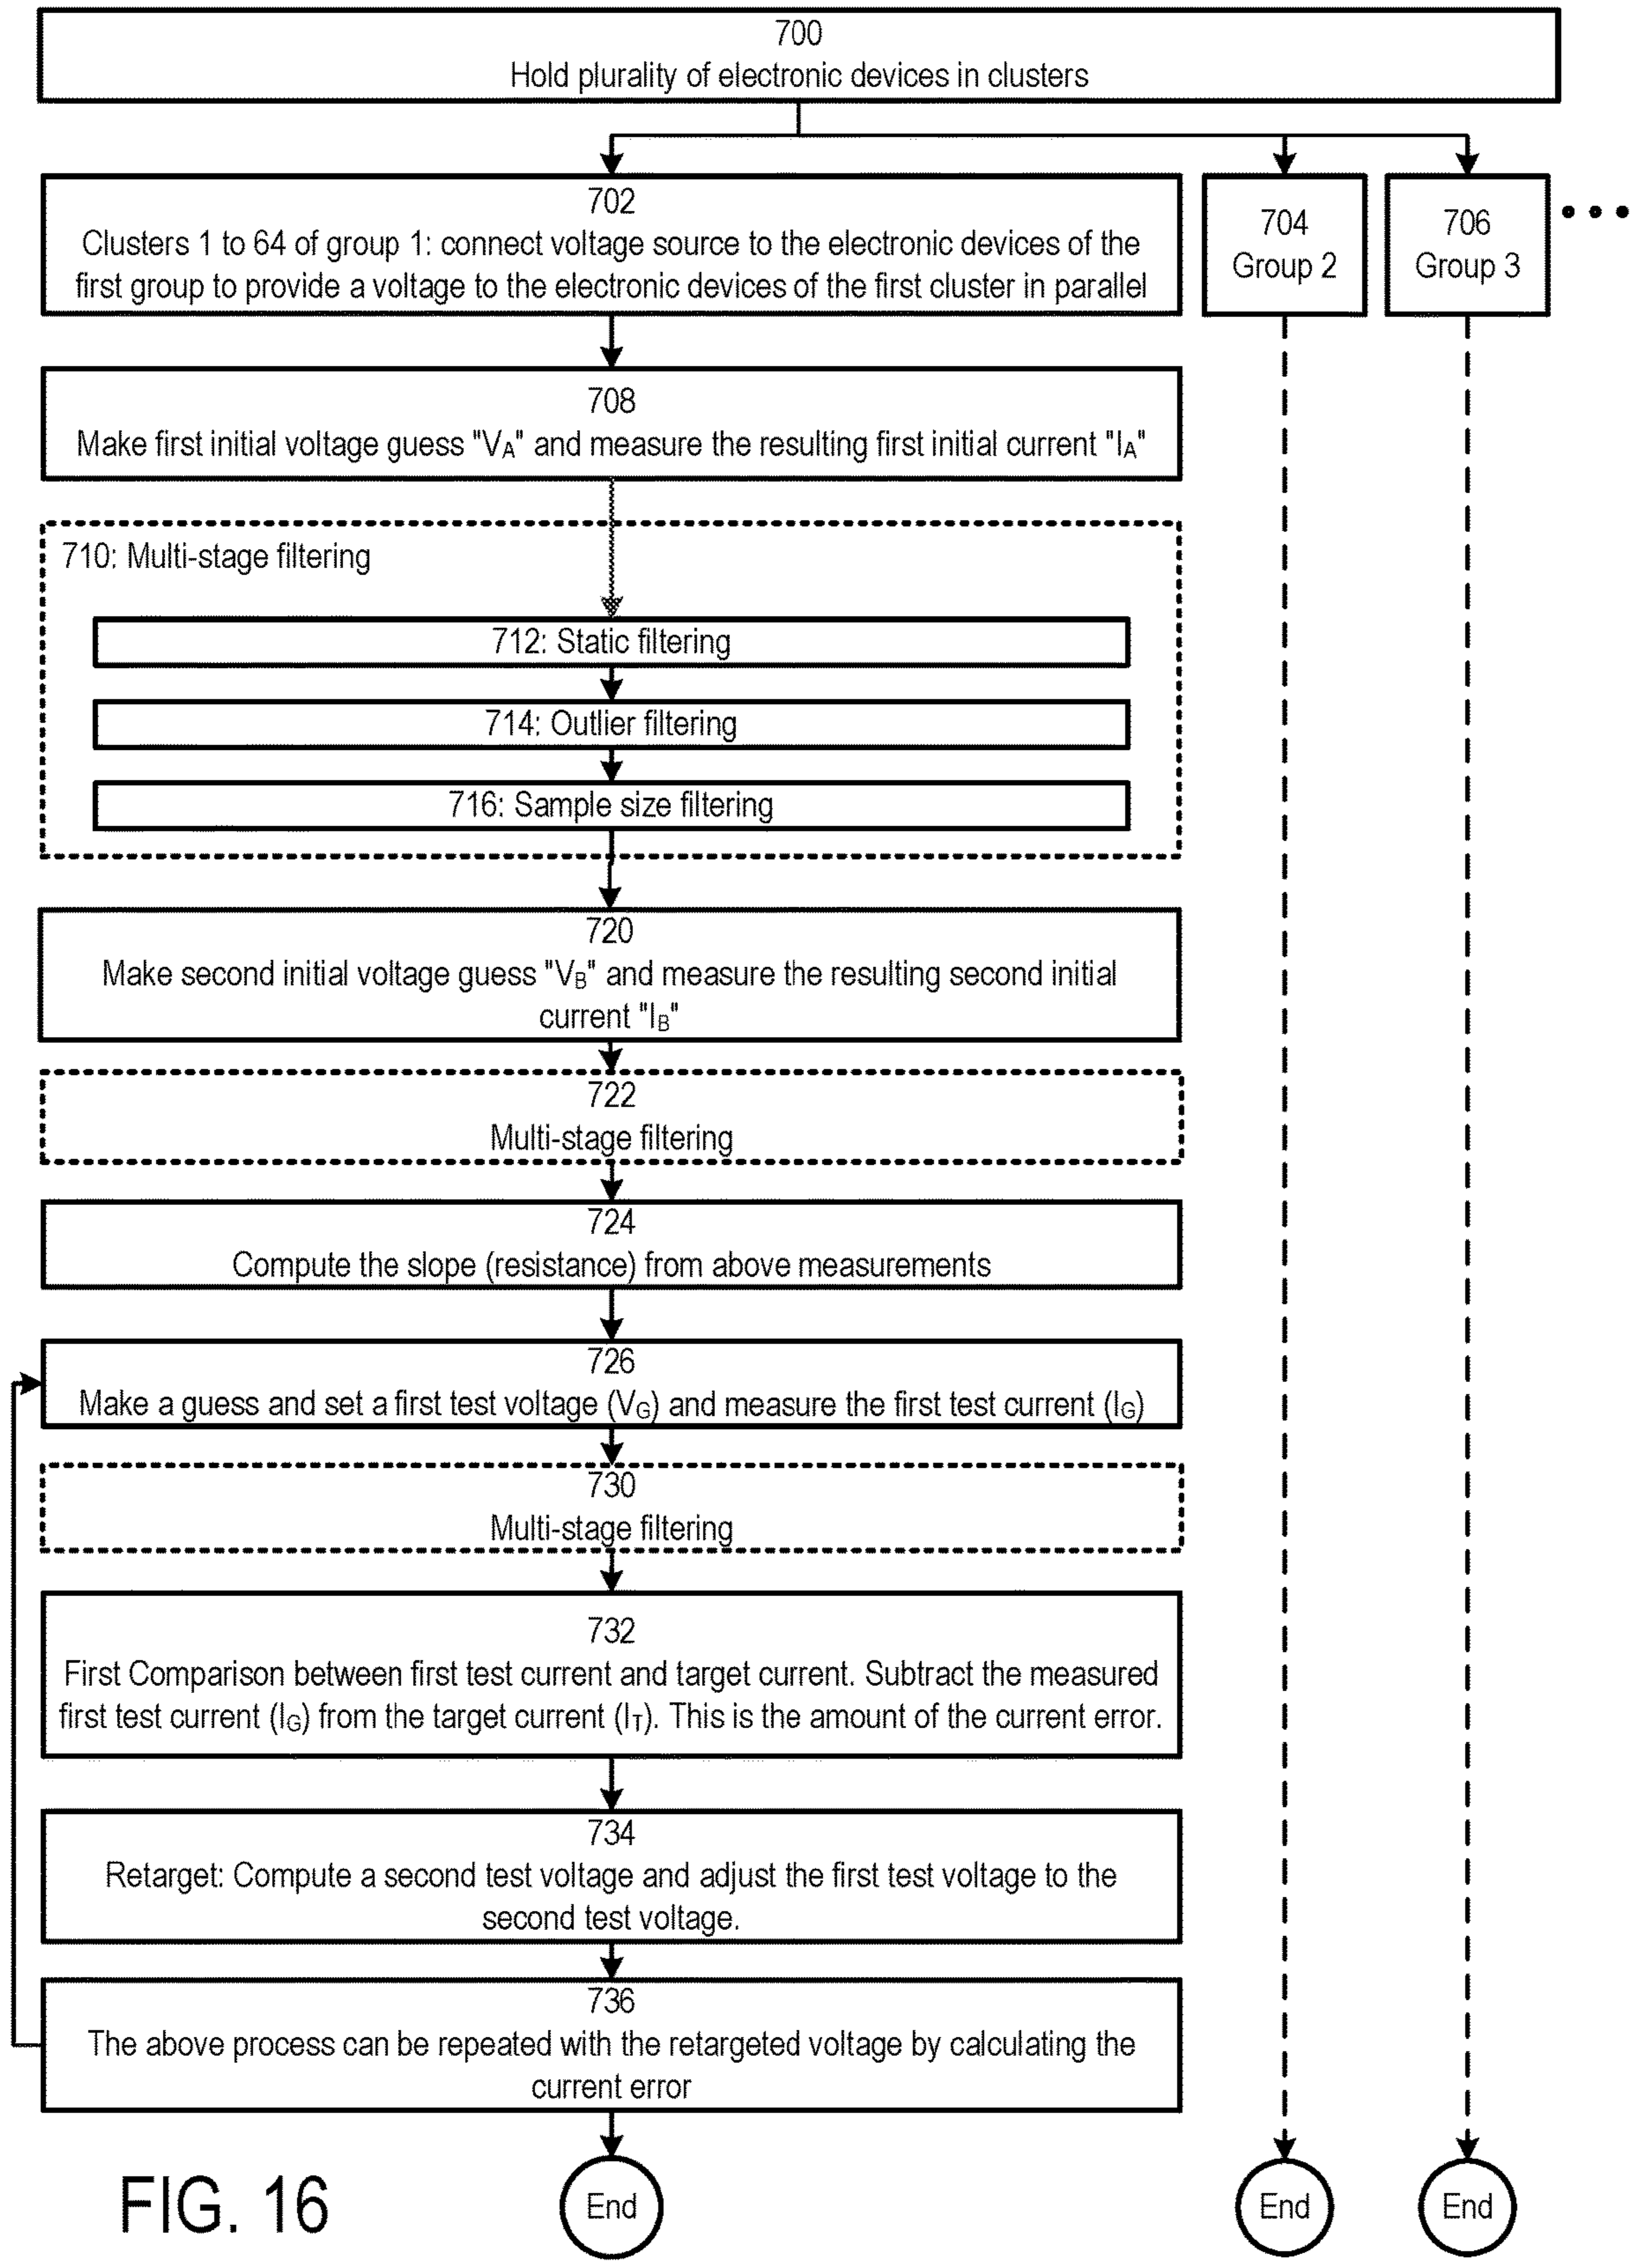 700
Hold plurality of electronic devices in clusters
702
Clusters 1 to 64 of group 1: connect voltage source to the electronic devices of the
first group to provide a voltage to the electronic devices of the first cluster in parallel
704
Group 2
706
Group 3
• • •
708
Make first initial voltage guess "VA" and measure the resulting first initial current "IA"
710: Multi-stage filtering
712: Static filtering
714: Outlier filtering
716: Sample size filtering
720
Make second initial voltage guess "VB" and measure the resulting second initial
current "IB"
722
Multi-stage filtering
724
Compute the slope (resistance) from above measurements
726
Make a guess and set a first test voltage (VG) and measure the first test current (IG)
730
Multi-stage filtering
732
First Comparison between first test current and target current. Subtract the measured
first test current (IG) from the target current (IT). This is the amount of the current error.
734
Retarget: Compute a second test voltage and adjust the first test voltage to the
second test voltage.
736
The above process can be repeated with the retargeted voltage by calculating the
current error
End
End
End
FIG. 16